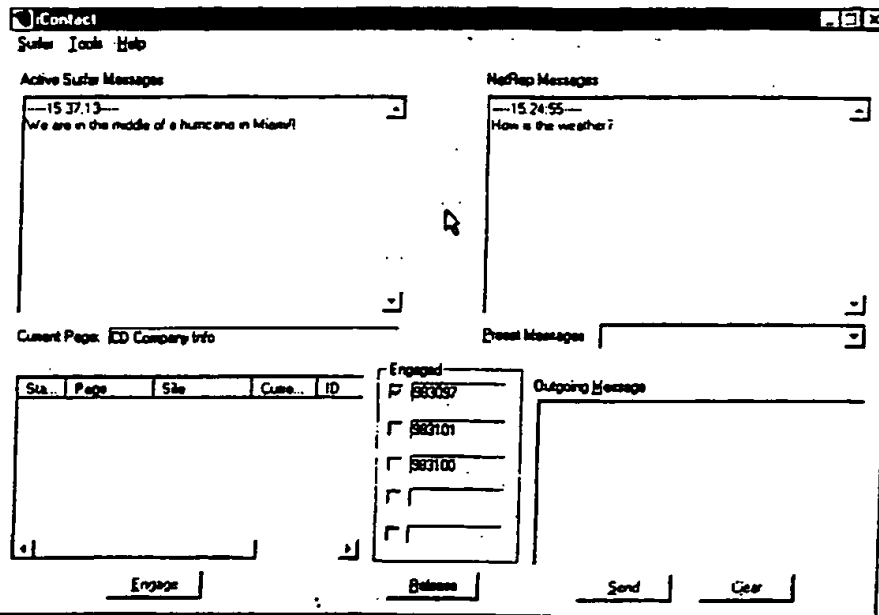 iContact
Surfer Tools Help
Active Surfer Messages
----15.37.13----
We are in the middle of a hurricane in Miami!!
NetRep Messages
----15:24:55----
How is the weather?
Current Page: CD Company Info
Preset Messages
Sta... Page Site Curre... ID
Engaged
983097
983101
983100
Outgoing Message
Engage
Release
Send
Clear